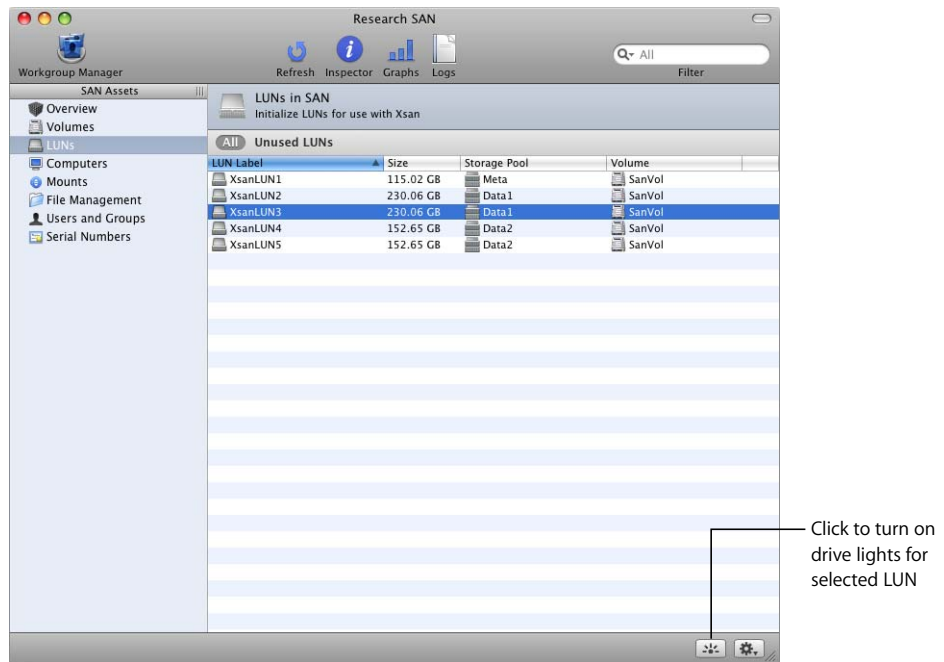 Research SAN
Workgroup Manager
Refresh Inspector Graphs Logs
All
Filter
SAN Assets
Overview
Volumes
LUNs
Computers
Mounts
File Management
Users and Groups
Serial Numbers
LUNs in SAN
Initialize LUNs for use with Xsan
All Unused LUNs
LUN Label Size Storage Pool Volume
XsanLUN1 115.02 GB Meta SanVol
XsanLUN2 230.06 GB Data1 SanVol
XsanLUN3 230.06 GB Data1 SanVol
XsanLUN4 152.65 GB Data2 SanVol
XsanLUN5 152.65 GB Data2 SanVol
Click to turn on
drive lights for
selected LUN